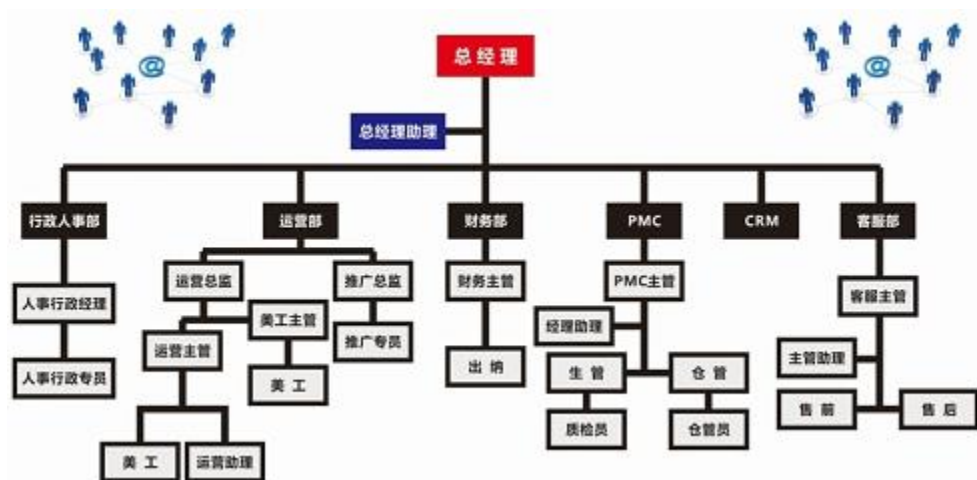 @
@
总经理
总经理助理
行政人事部
运营部
财务部
PMC
CRM
客服部
运营总监
推广总监
财务主管
PMC主管
人事行政经理
客服主管
美工主管
经理助理
推广专员
运营主管
主管助理
出纳
生管
仓管
人事行政专员
美工
售前
售后
质检员
仓管员
美工
运营助理